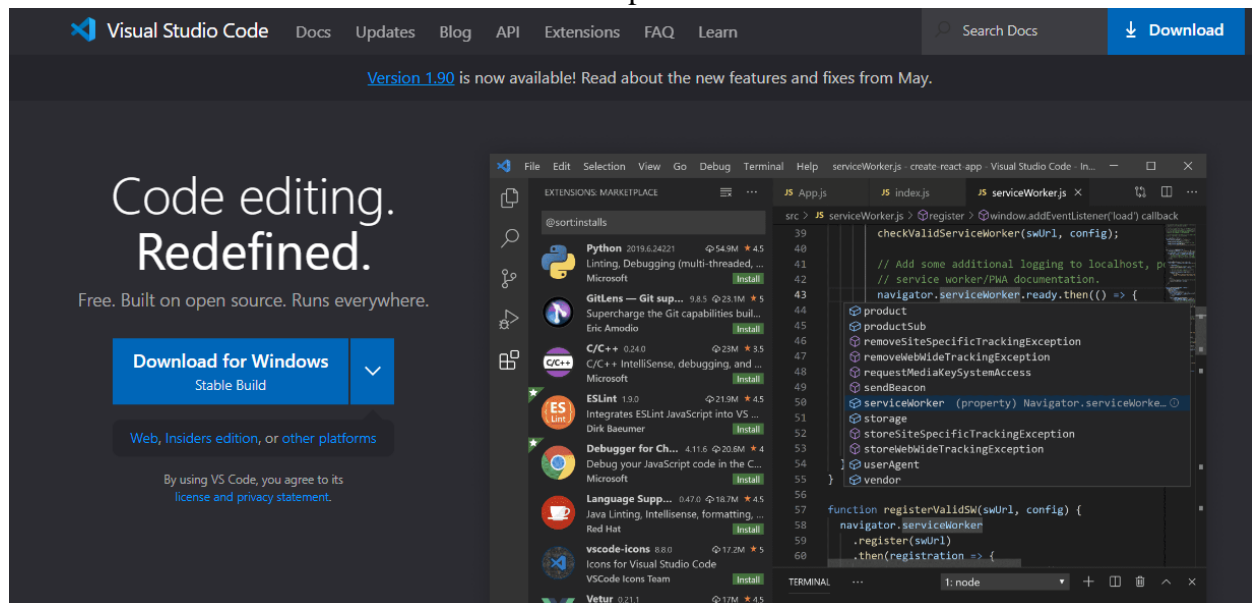 Visual Studio Code Docs Updates Blog API Extensions FAQ Learn Search Docs Download
Version 1.90 is now available! Read about the new features and fixes from May.
Code editing.
Redefined.
Free. Built on open source. Runs everywhere.
Download for Windows
Stable Build
Web, Insiders edition, or other platforms
By using VS Code, you agree to its
license and privacy statement.
File Edit Selection View Go Debug Terminal Help serviceWorker.js - create-react-app - Visual Studio Code - In...
EXTENSIONS: MARKETPLACE
@sort:installs
Python 2019.6.24221 54.9M ★ 4.5
Linting, Debugging (multi-threaded, ...
Microsoft Install
GitLens — Git sup... 9.8.5 23.1M ★ 5
Supercharge the Git capabilities buil...
Eric Amodio Install
C/C++ 0.24.0 23M ★ 3.5
C/C++ IntelliSense, debugging, and ...
Microsoft Install
ESLint 1.9.0 21.9M ★ 4.5
Integrates ESLint JavaScript into VS ...
Dirk Baeumer Install
Debugger for Ch... 4.11.6 20.6M ★ 4
Debug your JavaScript code in the C...
Microsoft Install
Language Supp... 0.47.0 18.7M ★ 4.5
Java Linting, Intellisense, formatting, ...
Red Hat Install
vscode-icons 8.8.0 17.2M ★ 5
Icons for Visual Studio Code
VSCode Icons Team Install
Vetur 0.21.1 17M ★ 4.5
JS App.js JS index.js JS serviceWorker.js ×
src > JS serviceWorker.js > register > window.addEventListener('load') callback
39 checkValidServiceWorker(swUrl, config);
40
41 // Add some additional logging to localhost, p
42 // service worker/PWA documentation.
43 navigator.serviceWorker.ready.then(() => {
44 product
45 productSub
46 removeSiteSpecificTrackingException
47 removeWebWideTrackingException
48 requestMediaKeySystemAccess
49 sendBeacon
50 serviceWorker (property) Navigator.serviceWorke...
51 storage
52 storeSiteSpecificTrackingException
53 storeWebWideTrackingException
54 } userAgent
55 } vendor
56
57 function registerValidSW(swUrl, config) {
58 navigator.serviceWorker
59 .register(swUrl)
60 .then(registration => {
TERMINAL ... 1: node